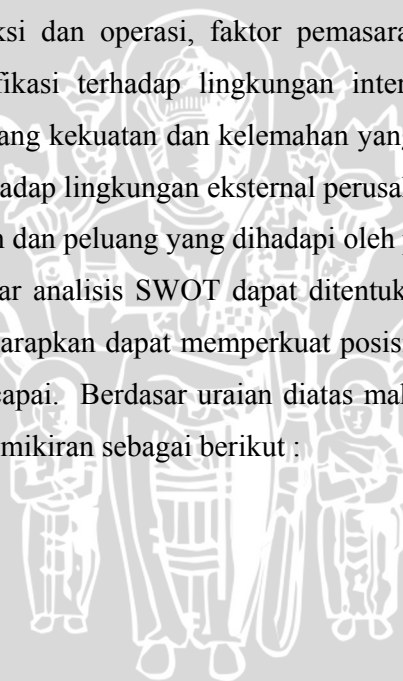 ksi dan operasi, faktor pemasara
fikasi terhadap lingkungan inter
ang kekuatan dan kelemahan yang
adap lingkungan eksternal perusal
n dan peluang yang dihadapi oleh
ar analisis SWOT dapat ditentuk
arapkan dapat memperkuat posis
capai. Berdasar uraian diatas mal
mikiran sebagai berikut :